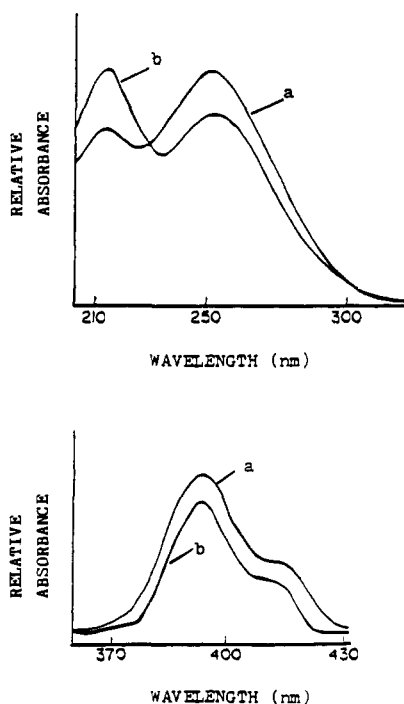 b
a
RELATIVE
ABSORBANCE
210
250
300
WAVELENGTH (nm)
a
b
RELATIVE
ABSORBANCE
370
400
430
WAVELENGTH (nm)